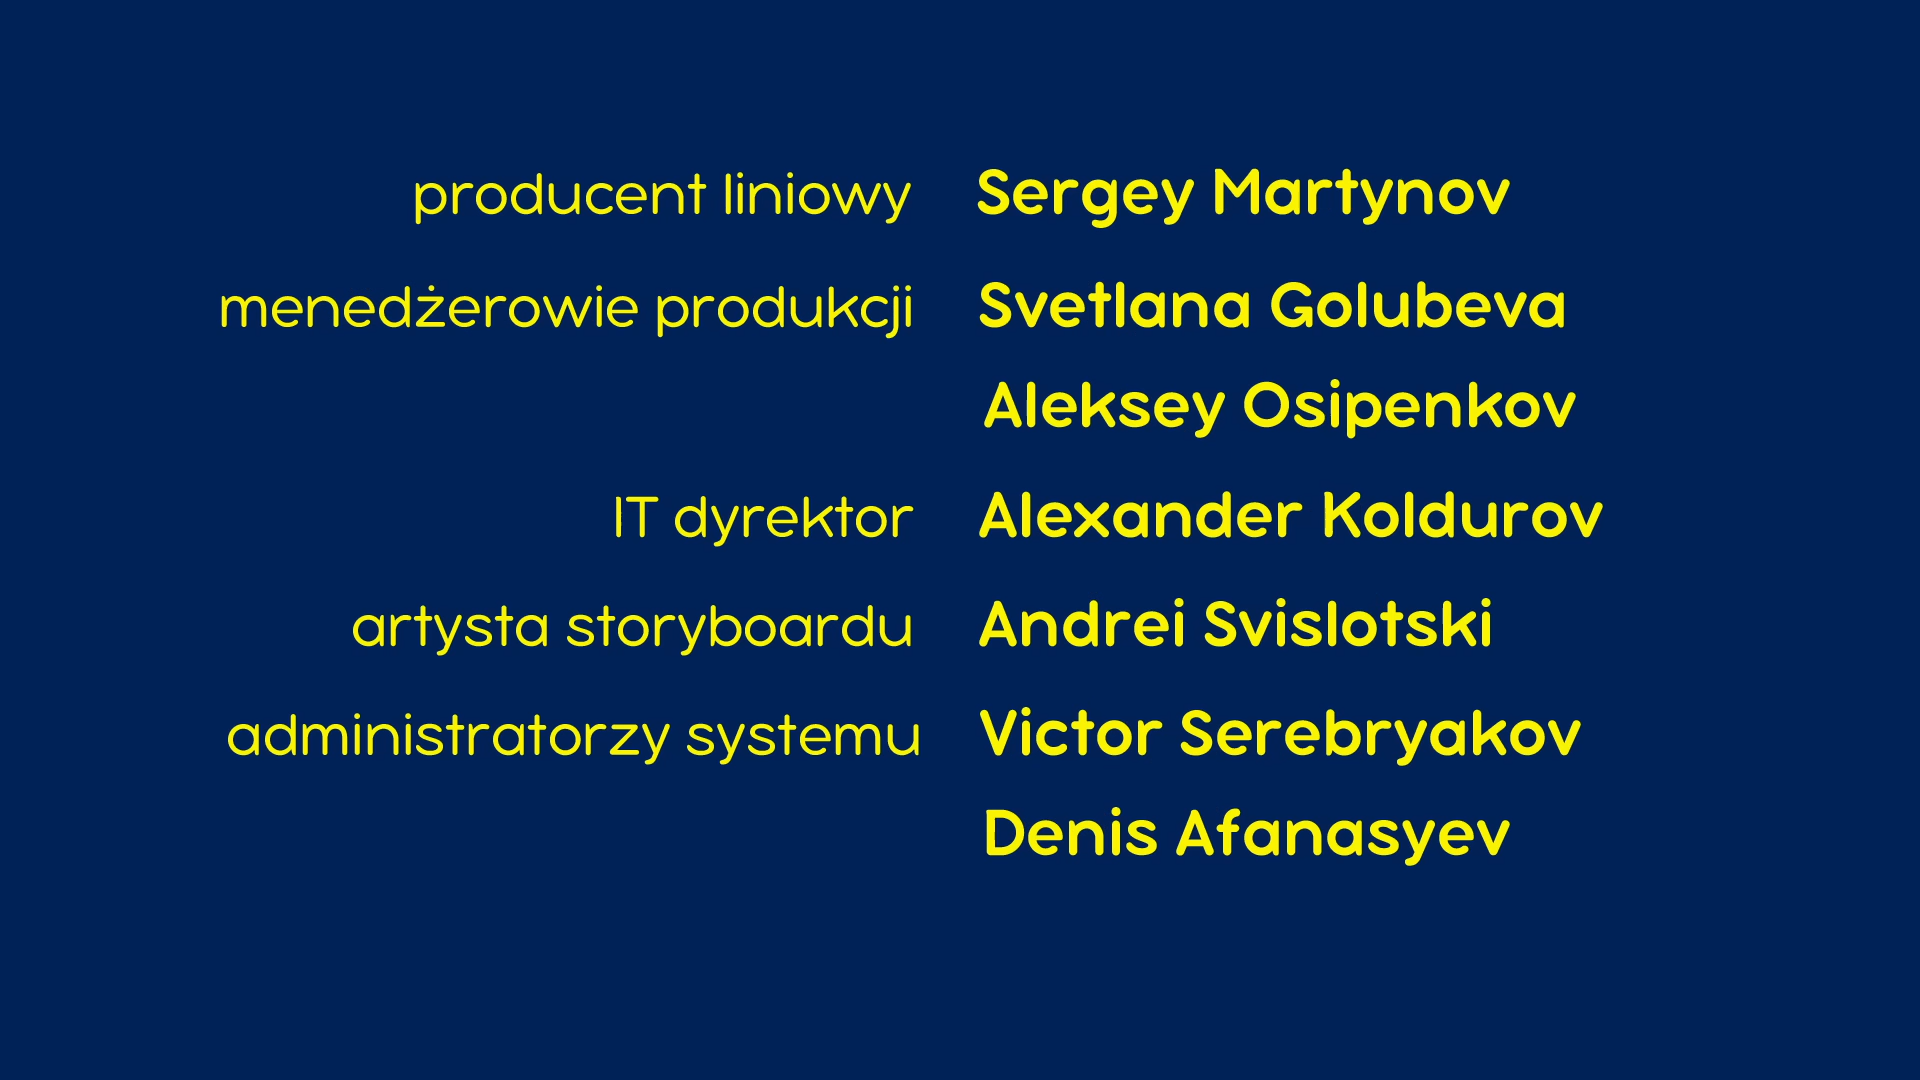 producent liniowy Sergey Martynov
menedżerowie produkcji Svetlana Golubeva
Aleksey Osipenkov
IT dyrektor Alexander Koldurov
artysta storyboardu Andrei Svislotski
administratorzy systemu Victor Serebryakov
Denis Afanasyev